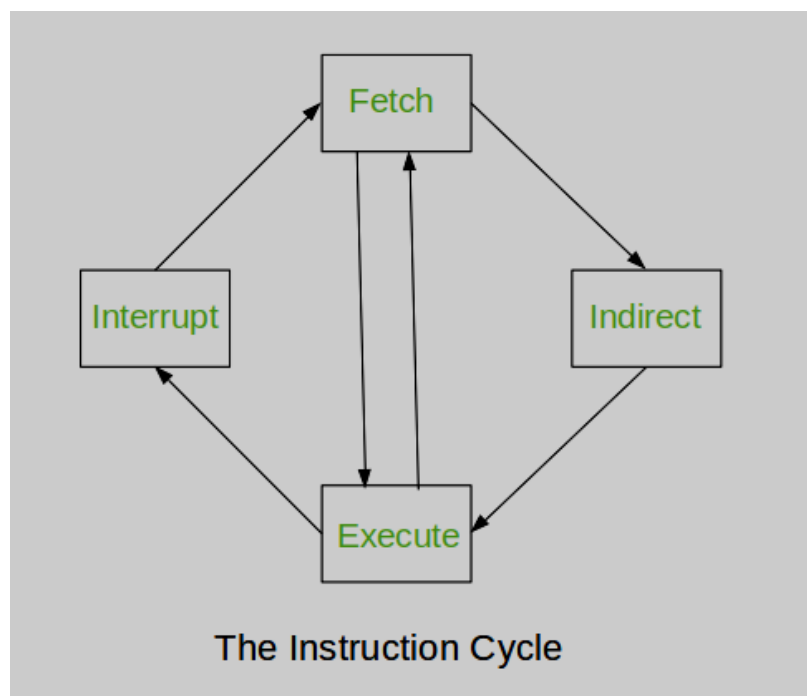 Fetch
Interrupt
Indirect
Execute
The Instruction Cycle